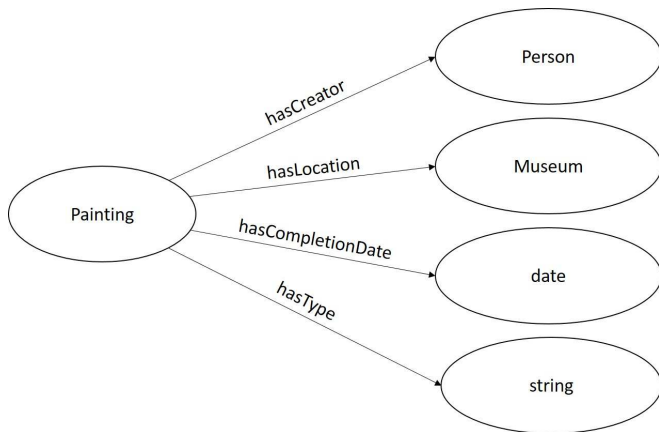 Person
hasCreator
hasLocation
Museum
Painting
hasCompletionDate
date
hasType
string